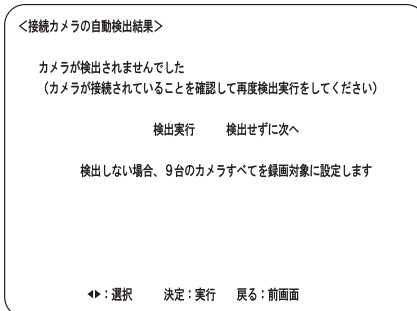 <接続カメラの自動検出結果>
カメラが検出されませんでした
(カメラが接続されていることを確認して再度検出実行をしてください)
検出実行 検出せずに次へ
検出しない場合、9台のカメラすべてを録画対象に設定します
◀▶:選択 決定:実行 戻る:前画面